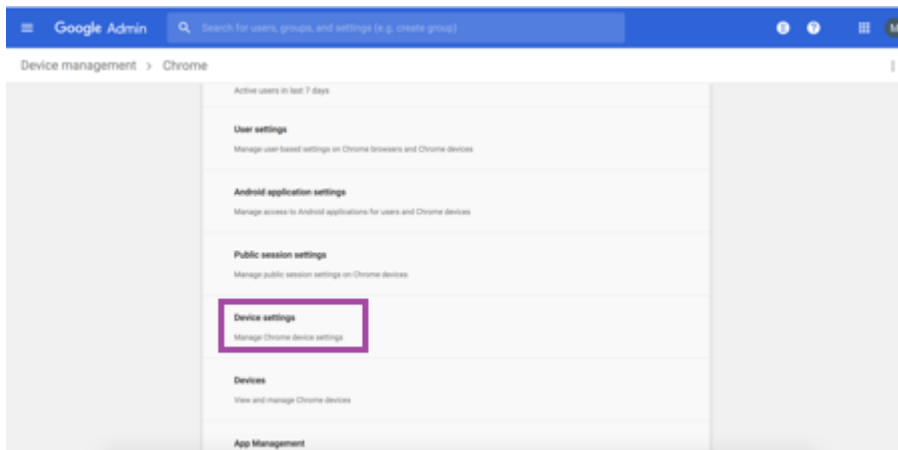 Google Admin
Search for users, groups, and settings (e.g. create group)
M
Device management > Chrome
Active users in last 7 days
User settings
Manage user-based settings on Chrome browsers and Chrome devices
Android application settings
Manage access to Android applications for users and Chrome devices
Public session settings
Manage public session settings on Chrome devices
Device settings
Manage Chrome device settings
Devices
View and manage Chrome devices
App Management